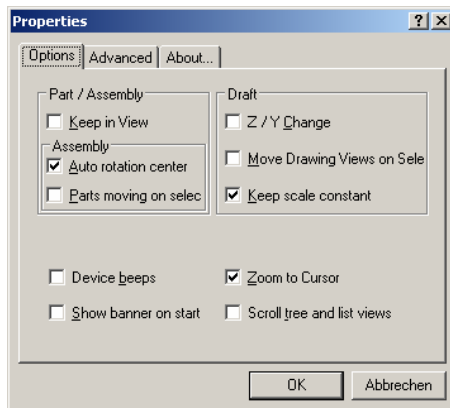 Properties
Options Advanced About...
Part / Assembly
Keep in View
Assembly
Auto rotation center
Parts moving on selec
Draft
Z / Y Change
Move Drawing Views on Sele
Keep scale constant
Device beeps
Zoom to Cursor
Show banner on start
Scroll tree and list views
OK Abbrechen